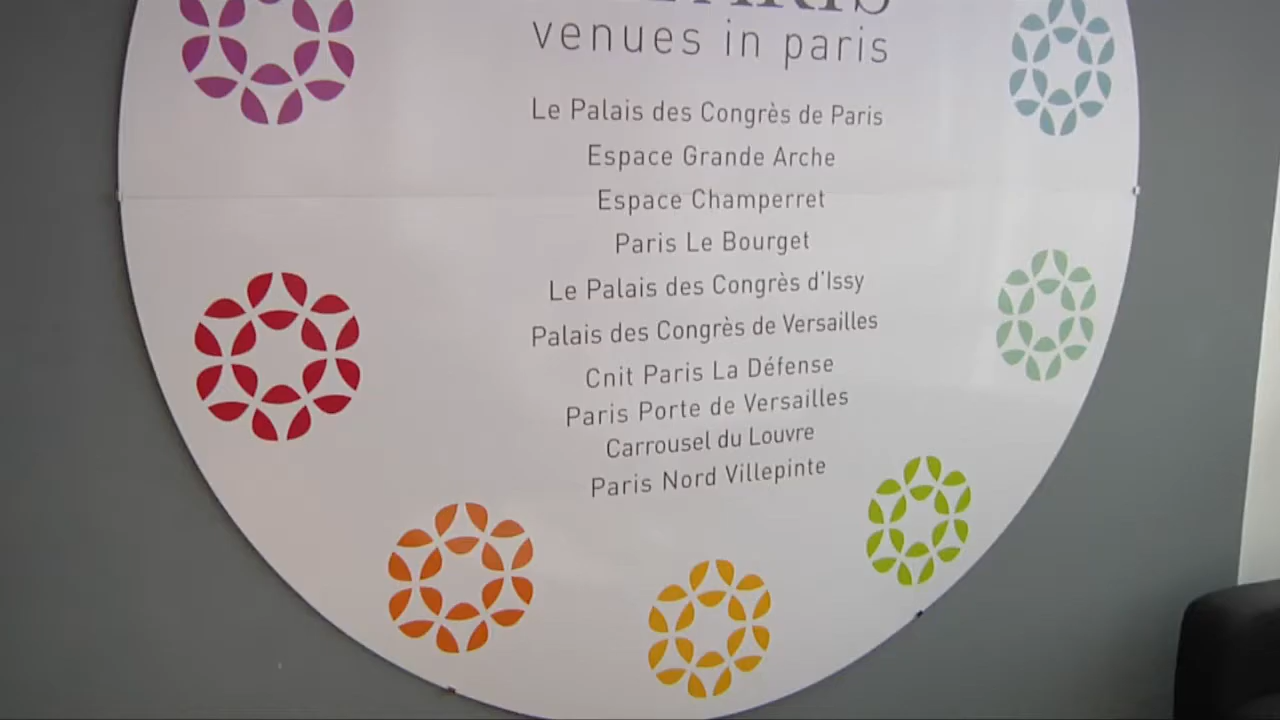 venues in paris
Le Palais des Congrès de Paris
Espace Grande Arche
Espace Champerret
Paris Le Bourget
Le Palais des Congrès d'Issy
Palais des Congrès de Versailles
Cnit Paris La Défense
Paris Porte de Versailles
Carrousel du Louvre
Paris Nord Villepinte